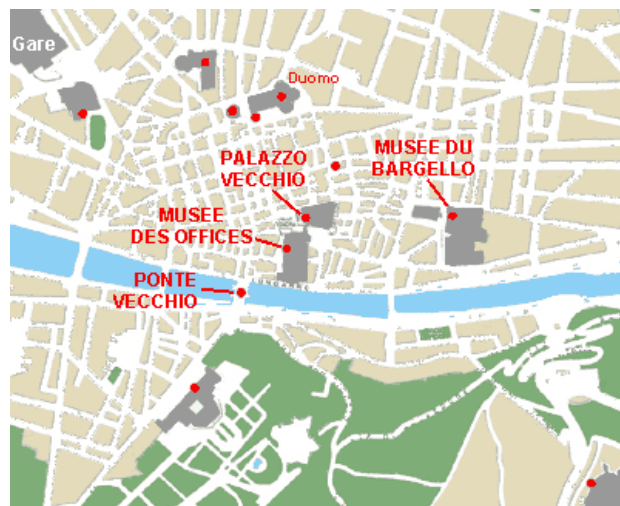 Gare
Duomo
PALAZZO
VECCHIO
MUSEE DU
BARGELLO
MUSEE
DES OFFICES
PONTE
VECCHIO